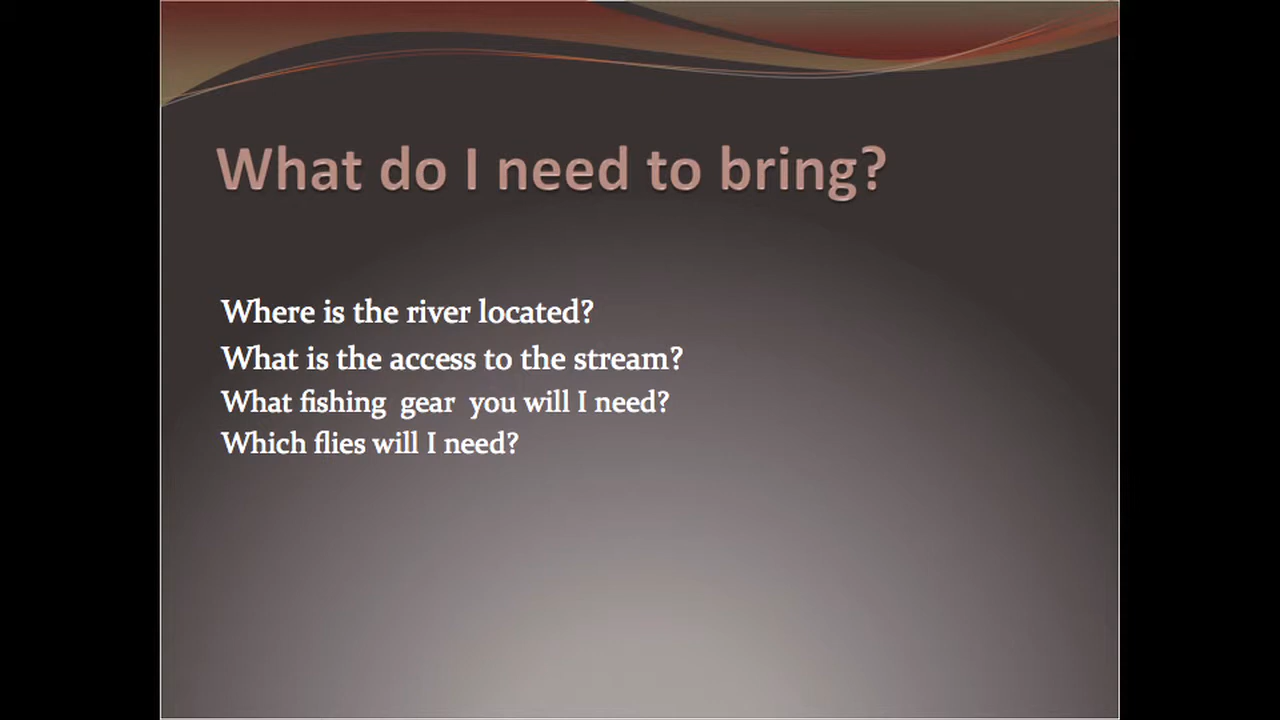 What do I need to bring?
Where is the river located?
What is the access to the stream?
What fishing gear you will I need?
Which flies will I need?